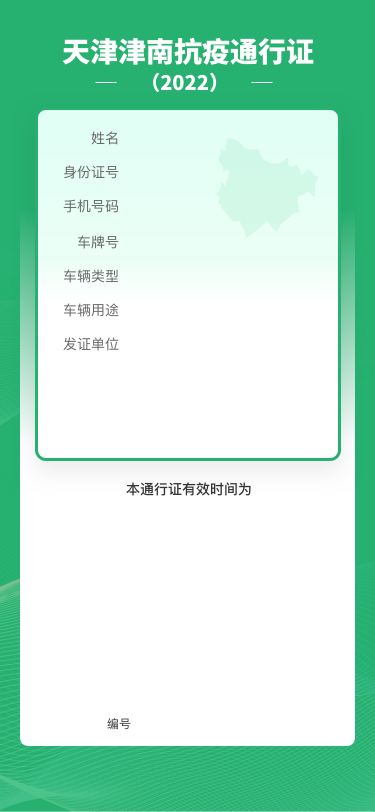 天津津南抗疫通行证
（2022）
姓名
身份证号
手机号码
车牌号
车辆类型
车辆用途
发证单位
本通行证有效时间为
编号